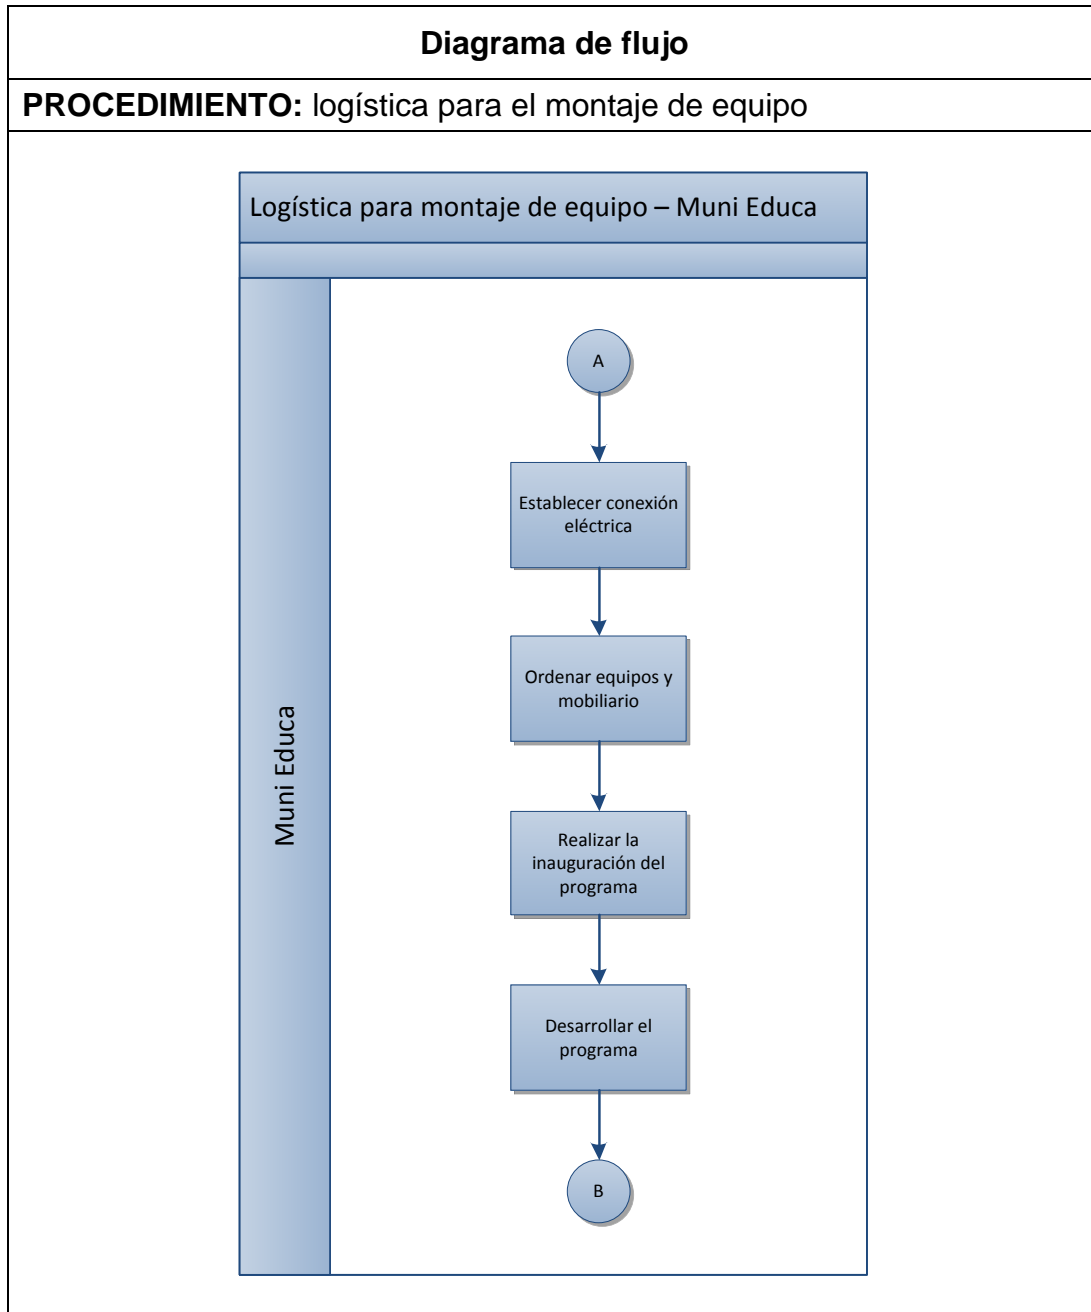 Diagrama de flujo
PROCEDIMIENTO: logística para el montaje de equipo
Logística para montaje de equipo – Muni Educa
Muni Educa
A
Establecer conexión
eléctrica
Ordenar equipos y
mobiliario
Realizar la
inauguración del
programa
Desarrollar el
programa
B